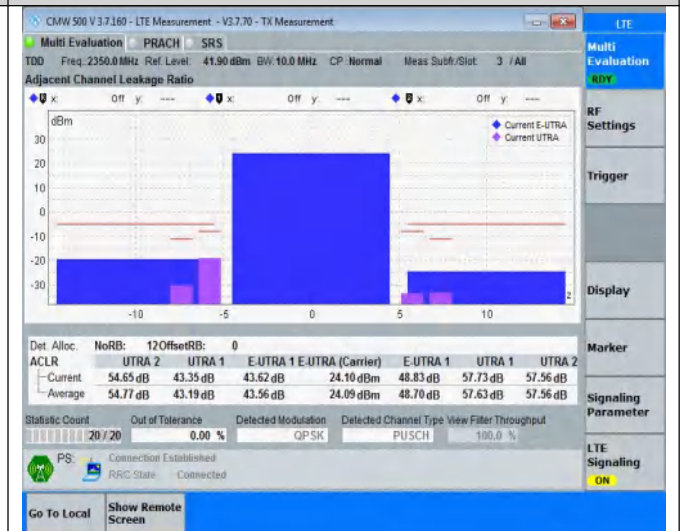 CMW 500 V 3.7.160 - LTE Measurement - V3.7.70 - TX Measurement
LTE
Multi Evaluation PRACH SRS
TDD Freq.: 2350.0 MHz Ref. Level: 41.90 dBm BW: 10.0 MHz CP: Normal Meas Subfr./Slot: 3 / All
Adjacent Channel Leakage Ratio
x: Off y: --- x: Off y: --- x: Off y: ---
dBm
Current E-UTRA
Current UTRA
30
20
10
0
-10
-20
-30
2
-10 -5 0 5 10
Det. Alloc. NoRB: 12OffsetRB: 0
ACLR UTRA 2 UTRA 1 E-UTRA 1 E-UTRA (Carrier) E-UTRA 1 UTRA 1 UTRA 2
Current 54.65 dB 43.35 dB 43.62 dB 24.10 dBm 48.83 dB 57.73 dB 57.56 dB
Average 54.77 dB 43.19 dB 43.56 dB 24.09 dBm 48.70 dB 57.63 dB 57.56 dB
Statistic Count Out of Tolerance Detected Modulation Detected Channel Type View Filter Throughput
20 / 20 0.00 % QPSK PUSCH 100.0 %
PS: Connection Established
RRC State Connected
Go To Local
Show Remote
Screen
Multi
Evaluation
RDY
RF
Settings
Trigger
Display
Marker
Signaling
Parameter
LTE
Signaling
ON